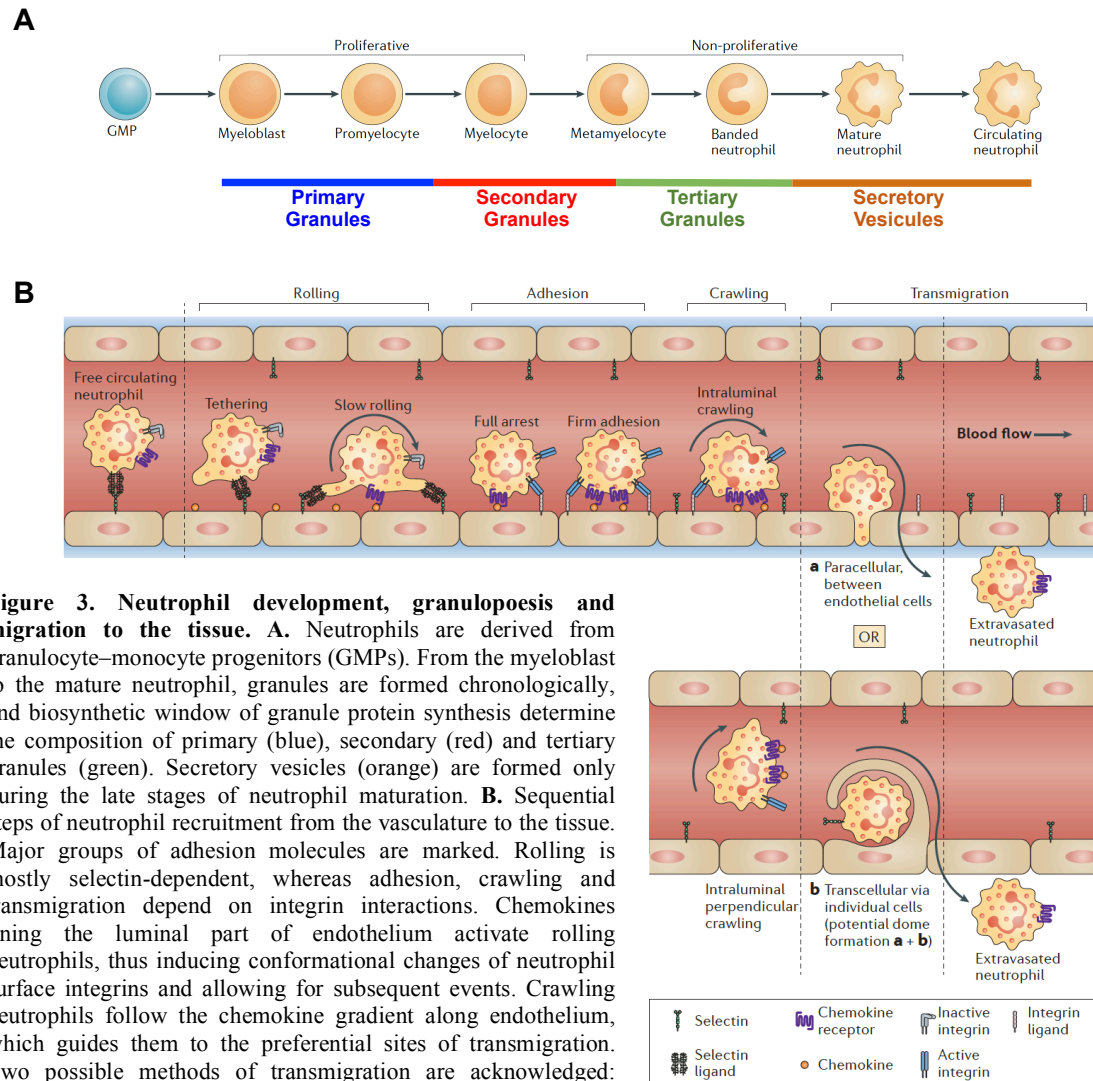 A
Proliferative
Non-proliferative
GMP
Myeloblast
Promyelocyte
Myelocyte
Metamyelocyte
Banded
neutrophil
Mature
neutrophil
Circulating
neutrophil
Primary
Granules
Secondary
Granules
Tertiary
Granules
Secretory
Vesicules
B
Rolling
Adhesion
Crawling
Transmigration
Free circulating
neutrophil
Tethering
Slow rolling
Full arrest
Firm adhesion
Intraluminal
crawling
Blood flow
a Paracellular,
between
endothelial cells
Extravasated
neutrophil
OR
igure 3. Neutrophil development, granulopoesis and
migration to the tissue. A. Neutrophils are derived from
ranulocyte–monocyte progenitors (GMPs). From the myeloblast
o the mature neutrophil, granules are formed chronologically,
nd biosynthetic window of granule protein synthesis determine
he composition of primary (blue), secondary (red) and tertiary
ranules (green). Secretory vesicles (orange) are formed only
uring the late stages of neutrophil maturation. B. Sequential
teps of neutrophil recruitment from the vasculature to the tissue.
Major groups of adhesion molecules are marked. Rolling is
mostly selectin-dependent, whereas adhesion, crawling and
ransmigration depend on integrin interactions. Chemokines
ining the luminal part of endothelium activate rolling
eutrophils, thus inducing conformational changes of neutrophil
urface integrins and allowing for subsequent events. Crawling
eutrophils follow the chemokine gradient along endothelium,
which guides them to the preferential sites of transmigration.
wo possible methods of transmigration are acknowledged:
Intraluminal
perpendicular
crawling
b Transcellular via
individual cells
(potential dome
formation a + b)
Extravasated
neutrophil
Selectin
Chemokine
receptor
Inactive
integrin
Integrin
ligand
Selectin
ligand
Chemokine
Active
integrin